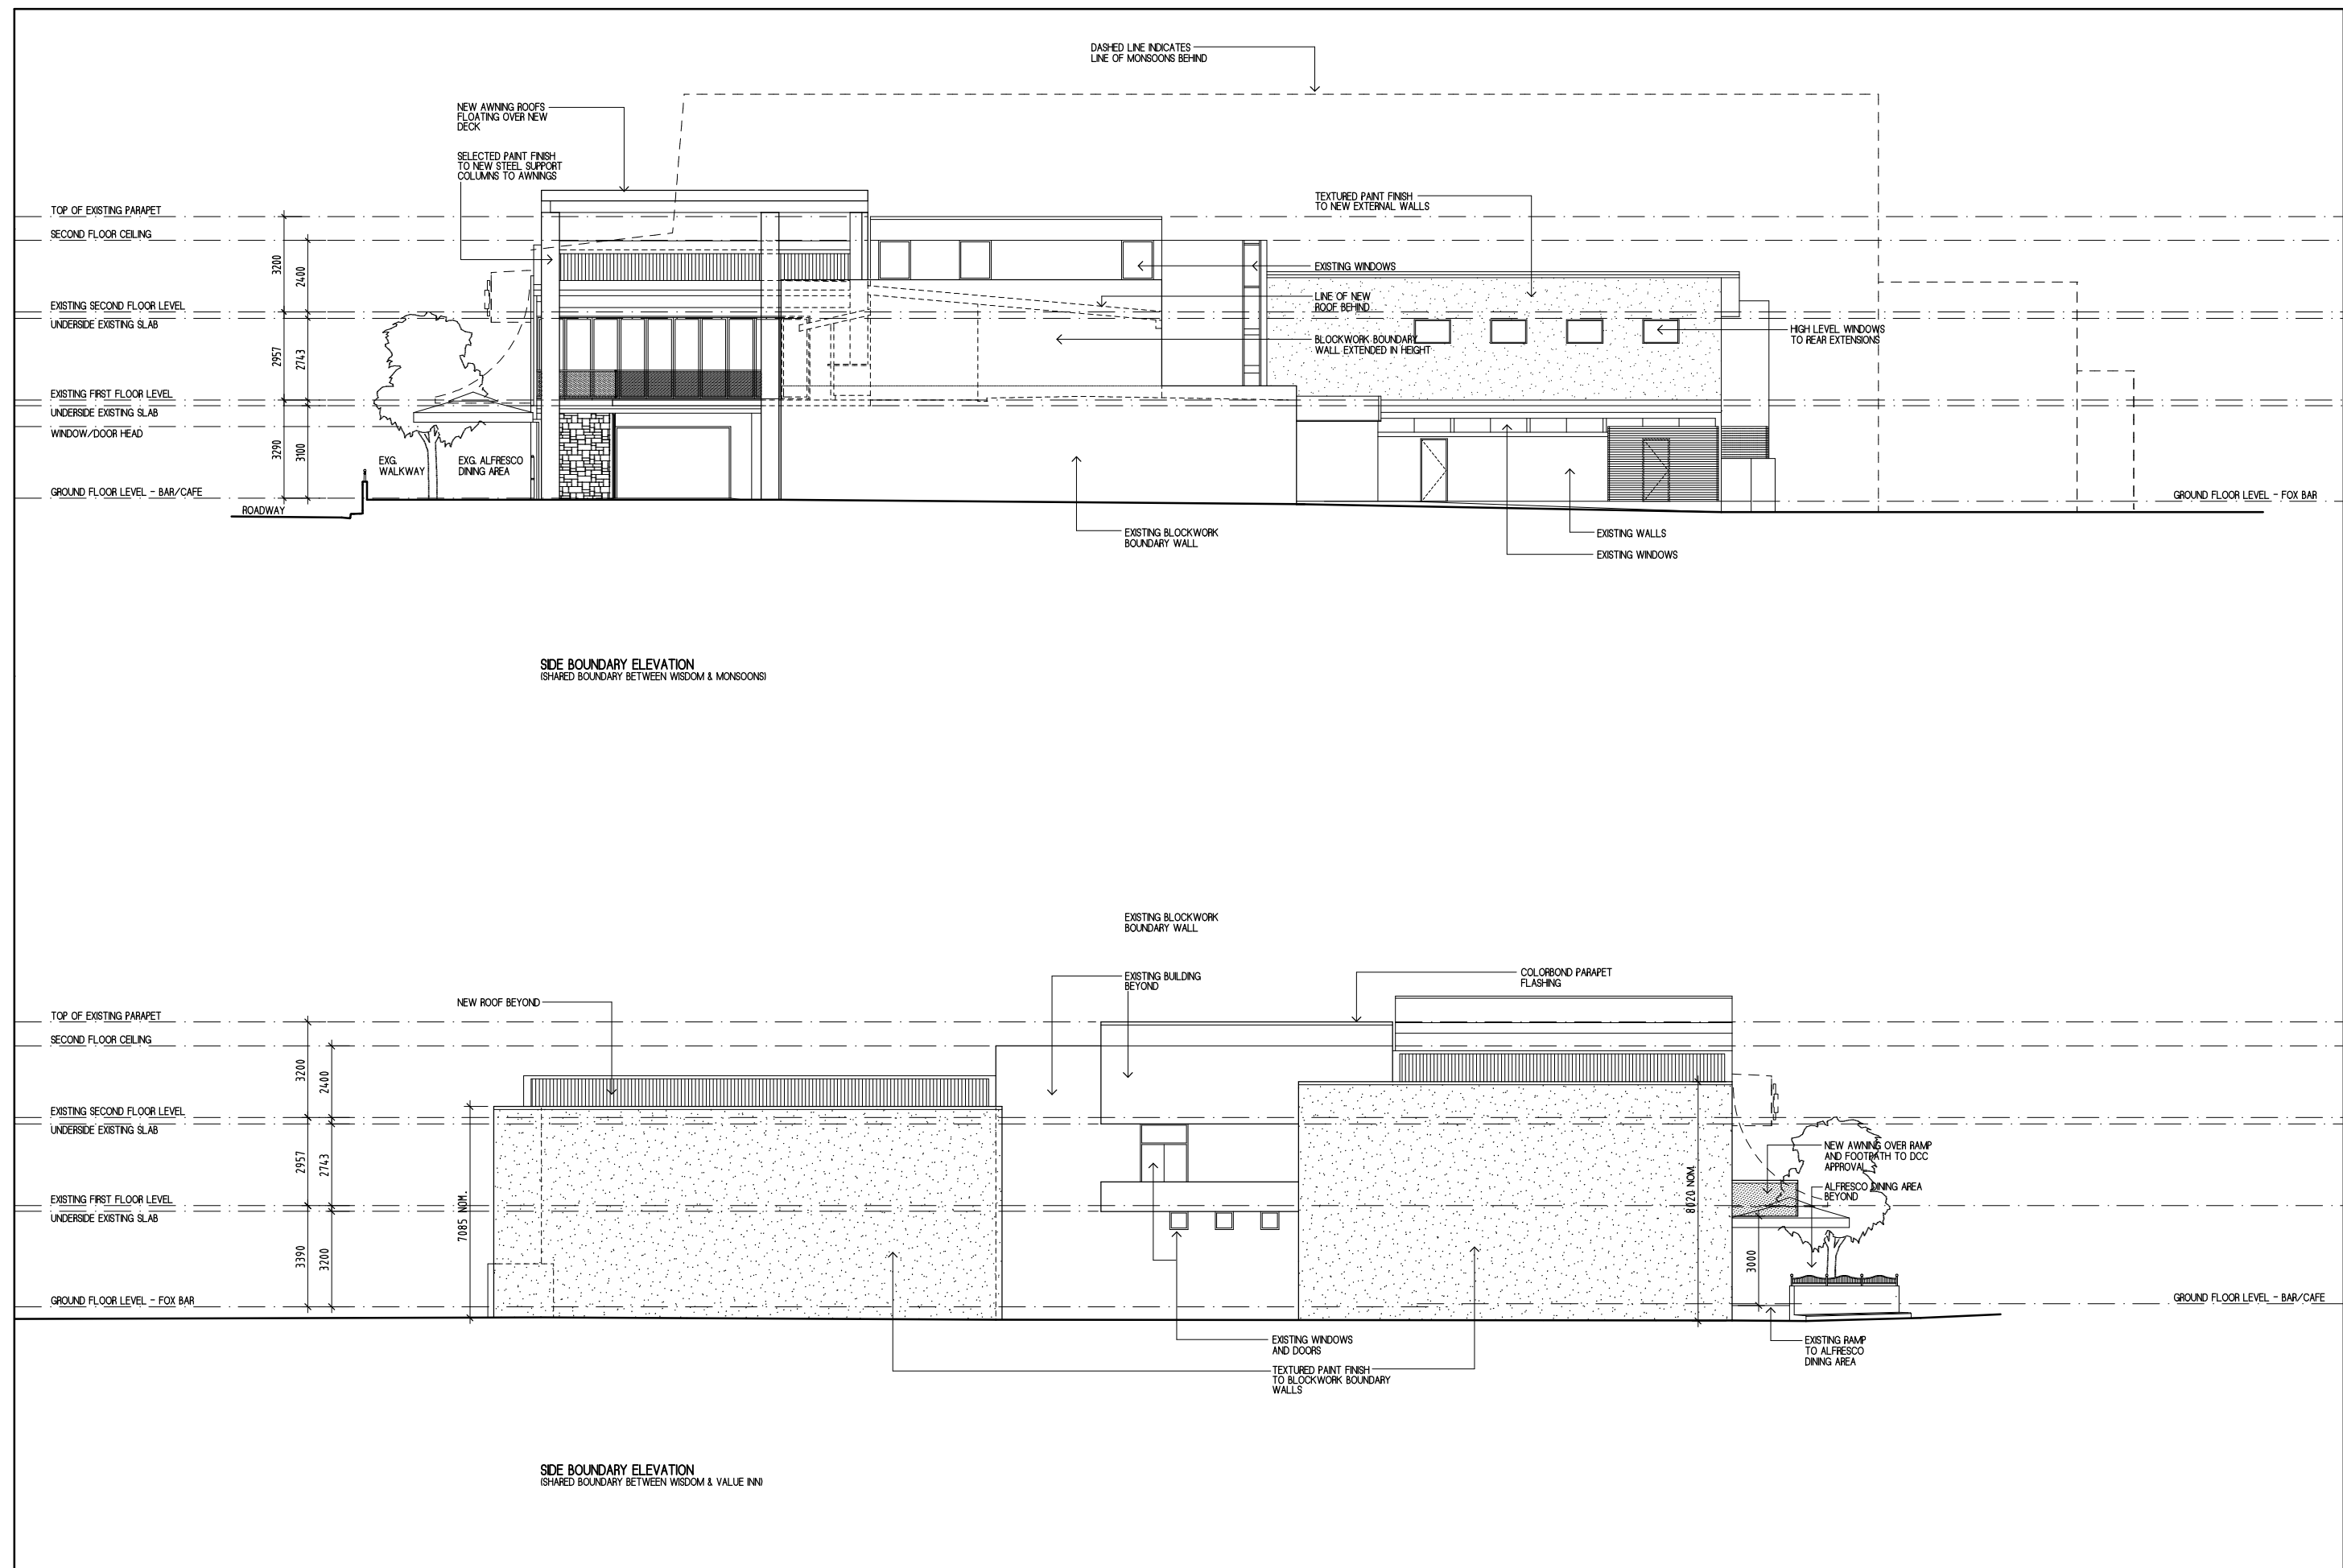 DASHED LINE INDICATES
LINE OF MONSOONS BEHIND
NEW AWNING ROOFS
FLOATING OVER NEW
DECK
SELECTED PAINT FINISH
TO NEW STEEL SUPPORT
COLUMNS TO AWNINGS
TEXTURED PAINT FINISH
TO NEW EXTERNAL WALLS
TOP OF EXISTING PARAPET
SECOND FLOOR CEILING
3200
2400
EXISTING WINDOWS
LINE OF NEW
ROOF BEHIND
EXISTING SECOND FLOOR LEVEL
UNDERSIDE EXISTING SLAB
HIGH LEVEL WINDOWS
TO REAR EXTENSIONS
BLOCKWORK BOUNDARY
WALL EXTENDED IN HEIGHT
2957
2743
EXISTING FIRST FLOOR LEVEL
UNDERSIDE EXISTING SLAB
WINDOW/DOOR HEAD
3290
3100
EXG.
WALKWAY
EXG. ALFRESCO
DINING AREA
GROUND FLOOR LEVEL - BAR/CAFE
GROUND FLOOR LEVEL - FOX BAR
ROADWAY
EXISTING BLOCKWORK
BOUNDARY WALL
EXISTING WALLS
EXISTING WINDOWS
SIDE BOUNDARY ELEVATION
(SHARED BOUNDARY BETWEEN WISDOM & MONSOONS)
EXISTING BLOCKWORK
BOUNDARY WALL
EXISTING BUILDING
BEYOND
COLORBOND PARAPET
FLASHING
NEW ROOF BEYOND
TOP OF EXISTING PARAPET
SECOND FLOOR CEILING
3200
2400
EXISTING SECOND FLOOR LEVEL
UNDERSIDE EXISTING SLAB
2957
2743
NEW AWNING OVER RAMP
AND FOOTPATH TO DCC
APPROVAL
ALFRESCO DINING AREA
BEYOND
EXISTING FIRST FLOOR LEVEL
UNDERSIDE EXISTING SLAB
7085 NOM.
8020 NOM.
3390
3200
3000
GROUND FLOOR LEVEL - FOX BAR
GROUND FLOOR LEVEL - BAR/CAFE
EXISTING WINDOWS
AND DOORS
EXISTING RAMP
TO ALFRESCO
DINING AREA
TEXTURED PAINT FINISH
TO BLOCKWORK BOUNDARY
WALLS
SIDE BOUNDARY ELEVATION
(SHARED BOUNDARY BETWEEN WISDOM & VALUE INN)